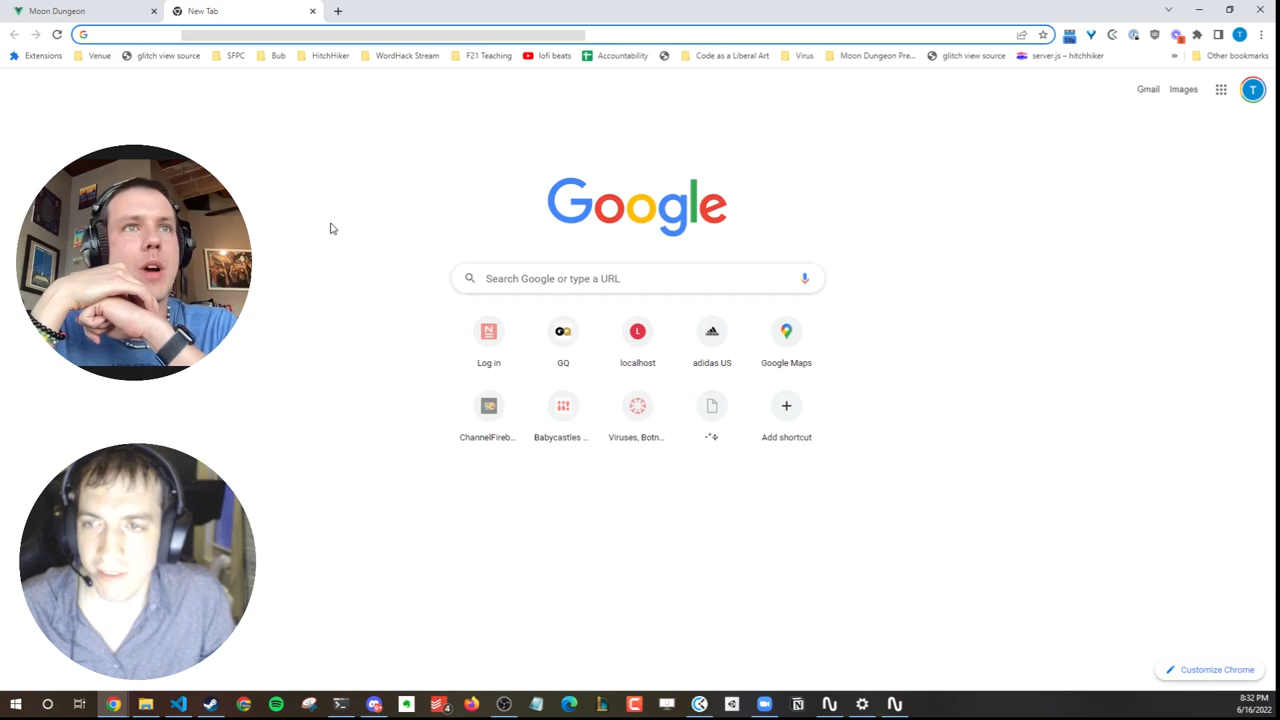 Moon Dungeon
New Tab
Extensions
Venue
glitch view source
SFPC
Bub
HitchHiker
WordHack Stream
F21 Teaching
lofi beats
Accountability
Code as a Liberal Art
Virus
Moon Dungeon Pre...
glitch view source
server.js – hitchhiker
»
Other bookmarks
Gmail
Images
T
Google
Search Google or type a URL
Log in
GQ
localhost
adidas US
Google Maps
ChannelFireb...
Babycastles ...
Viruses, Botn...
Add shortcut
Customize Chrome
8:32 PM
6/16/2022